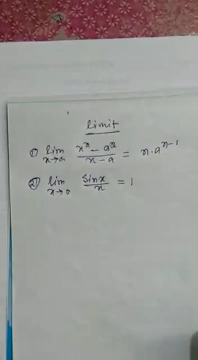 limit
1) lim x→a (xⁿ - aⁿ)/(x - a) = n·aⁿ⁻¹
2) lim x→0 sinx/x = 1